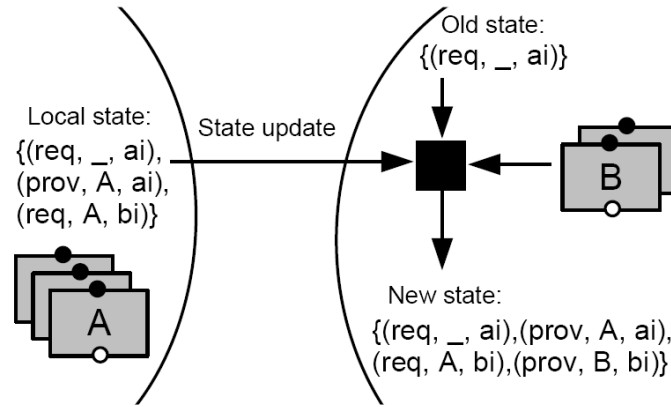 Old state:
{(req, _, ai)}
Local state:
{(req, _, ai),
(prov, A, ai),
(req, A, bi)}
State update
B
A
New state:
{(req, _, ai),(prov, A, ai),
(req, A, bi),(prov, B, bi)}